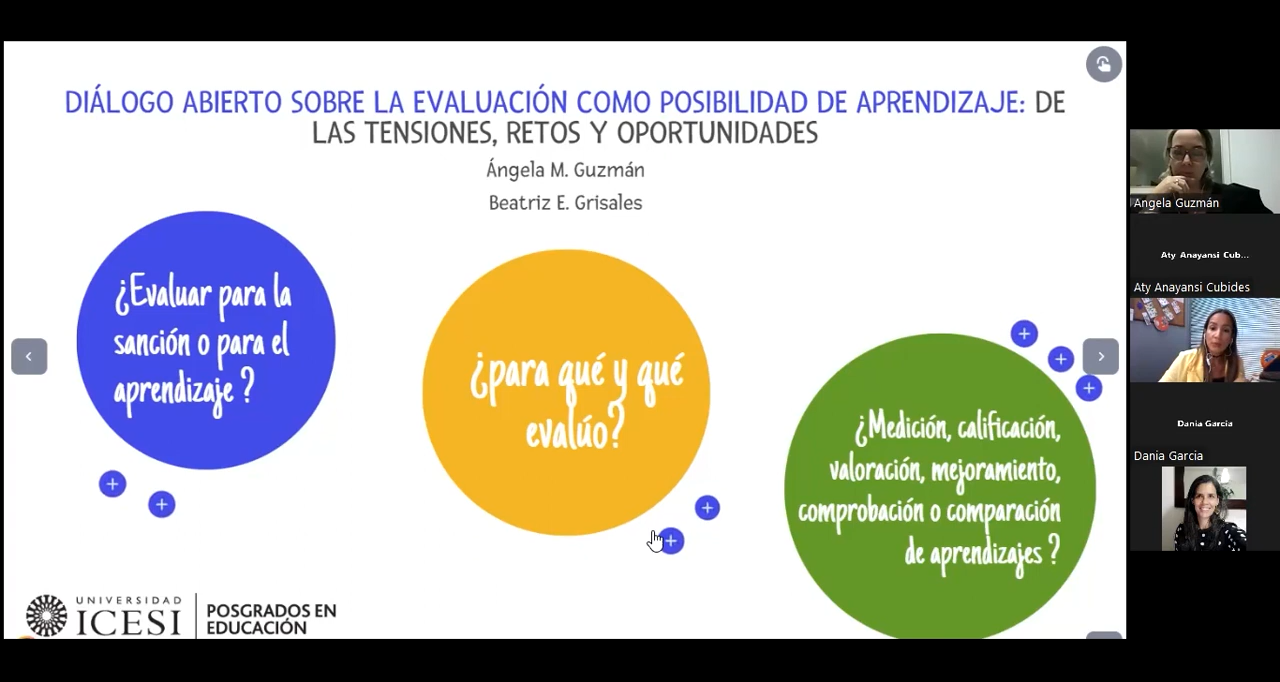 DIÁLOGO ABIERTO SOBRE LA EVALUACIÓN COMO POSIBILIDAD DE APRENDIZAJE: DE
LAS TENSIONES, RETOS Y OPORTUNIDADES
Ángela M. Guzmán
Beatriz E. Grisales
¿Evaluar para la
sanción o para el
aprendizaje ?
¿para qué y qué
evalúo?
¿Medición, calificación,
valoración, mejoramiento,
comprobación o comparación
de aprendizajes ?
UNIVERSIDAD
ICESI
POSGRADOS EN
EDUCACIÓN
Angela Guzmán
Aty Anayansi Cub...
Aty Anayansi Cubides
Dania Garcia
Dania Garcia